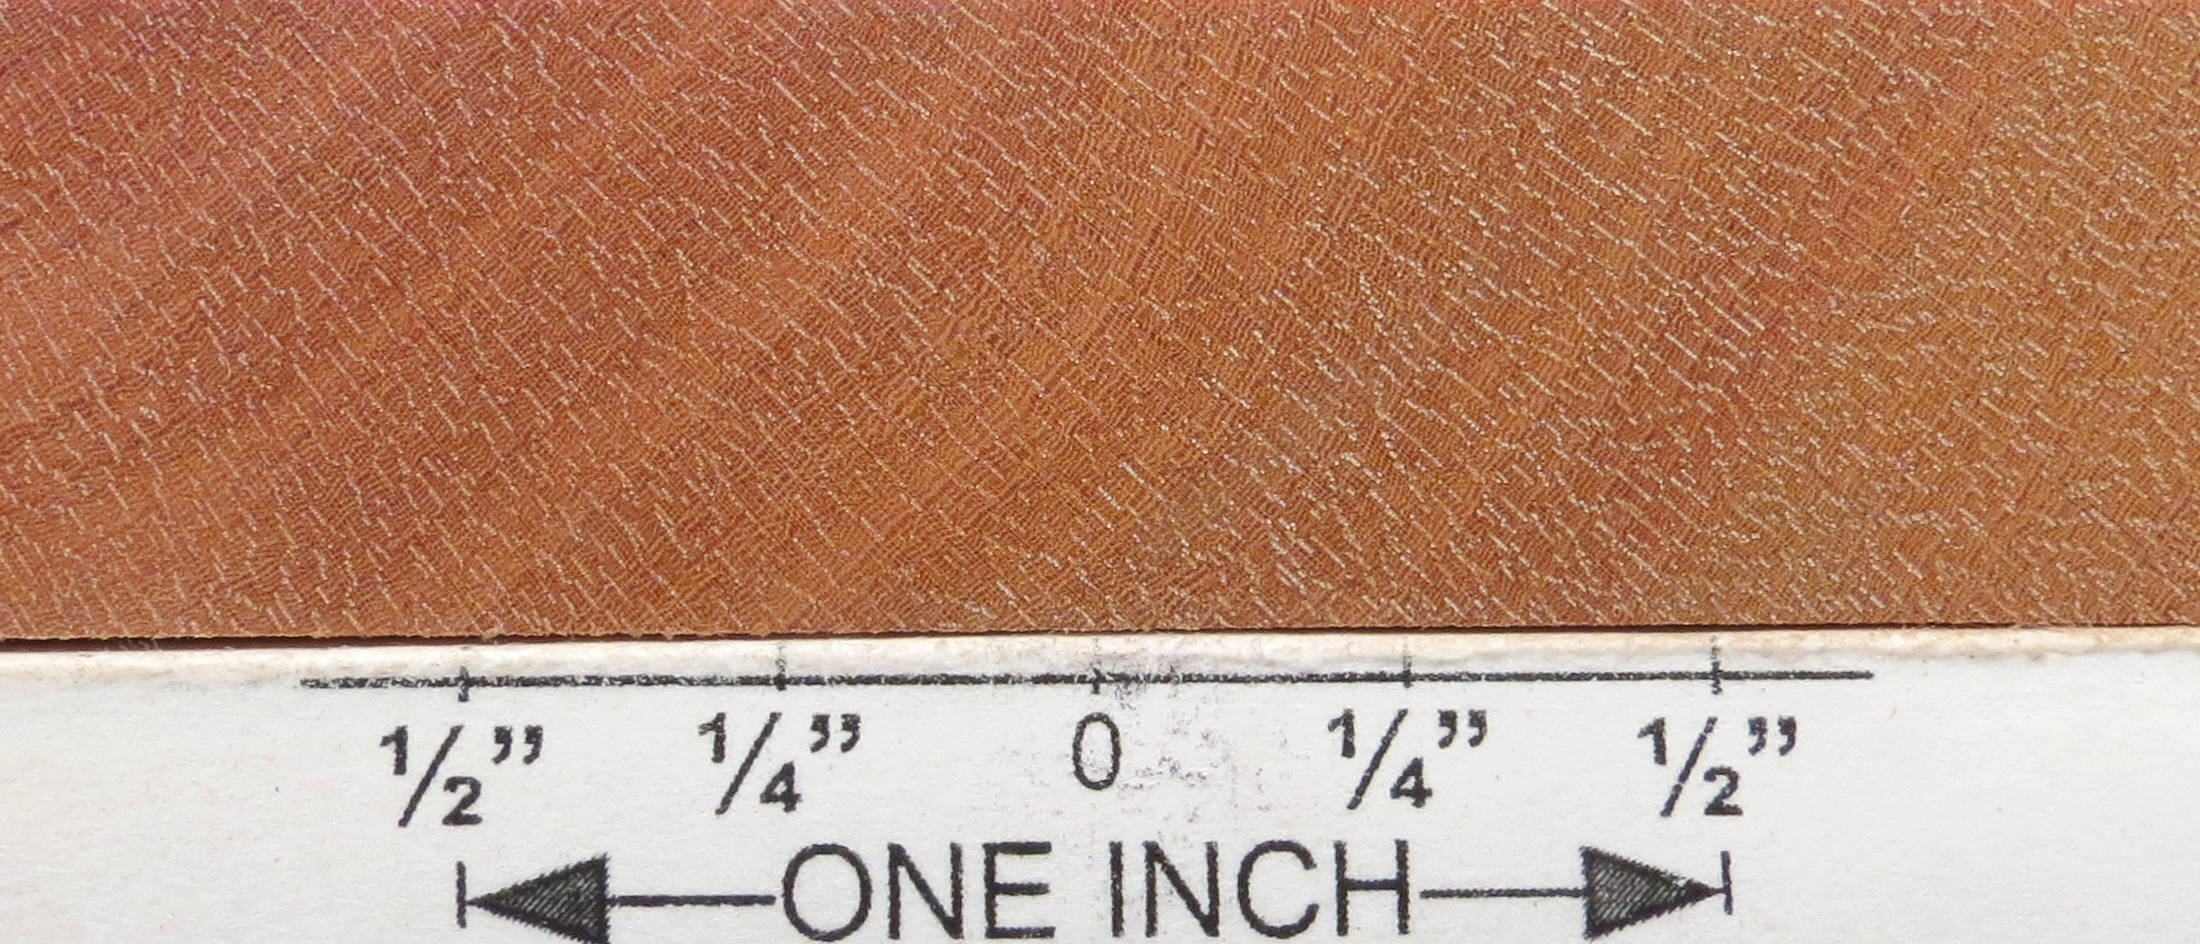 1/2” 1/4” 0 1/4” 1/2”
ONE INCH